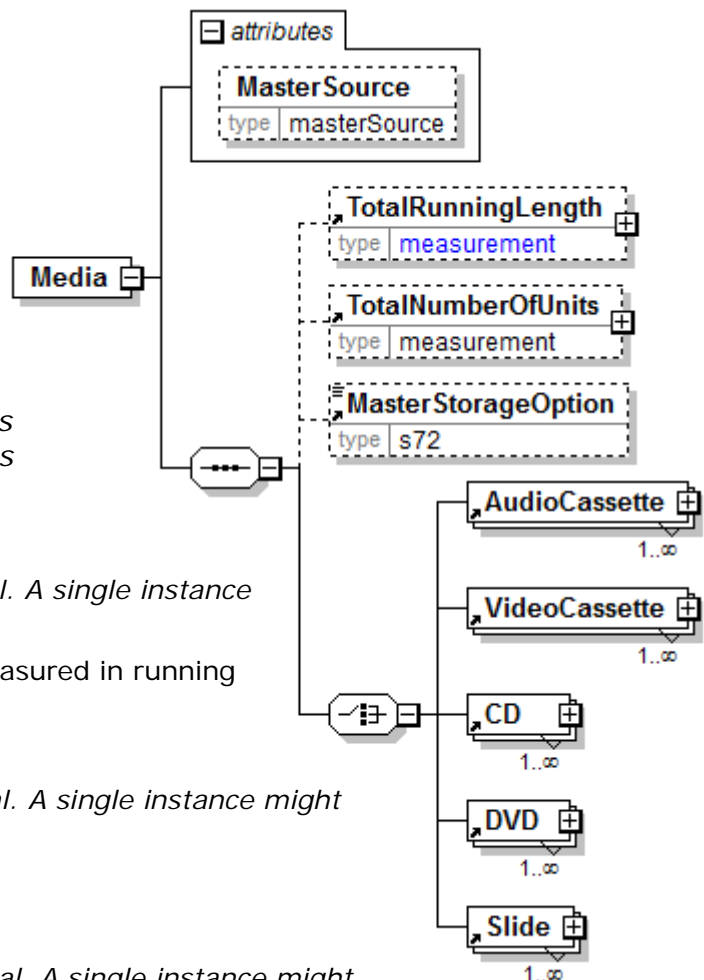 attributes
MasterSource
type masterSource
TotalRunningLength
type measurement
Media
TotalNumberOfUnits
type measurement
MasterStorageOption
type s72
s
s
AudioCassette
1..∞
l. A single instance
VideoCassette
1..∞
asured in running
CD
1..∞
al. A single instance might
DVD
1..∞
Slide
1..∞
al. A single instance might